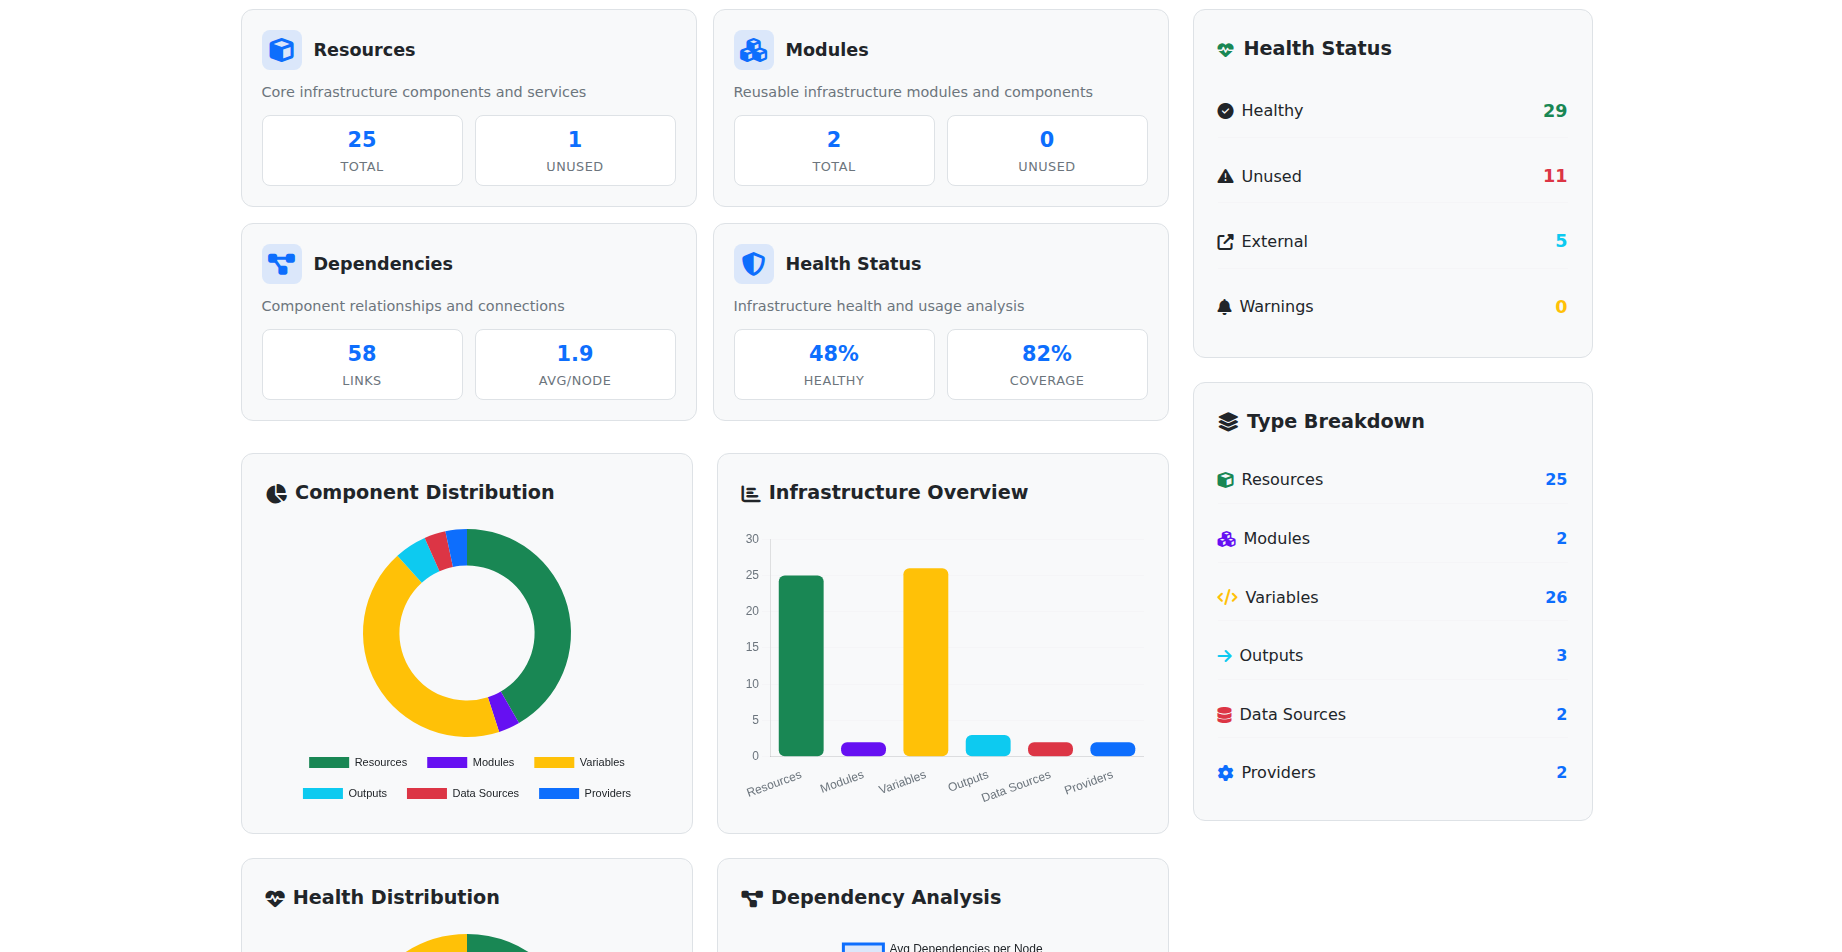 Resources
Core infrastructure components and services
25
TOTAL
1
UNUSED
Modules
Reusable infrastructure modules and components
2
TOTAL
0
UNUSED
Dependencies
Component relationships and connections
58
LINKS
1.9
AVG/NODE
Health Status
Infrastructure health and usage analysis
48%
HEALTHY
82%
COVERAGE
Health Status
Healthy 29
Unused 11
External 5
Warnings 0
Type Breakdown
Resources 25
Modules 2
Variables 26
Outputs 3
Data Sources 2
Providers 2
Component Distribution
Resources Modules Variables
Outputs Data Sources Providers
Infrastructure Overview
30
25
20
15
10
5
0
Resources Modules Variables Outputs Data Sources Providers
Health Distribution
Dependency Analysis
Avg Dependencies per Node